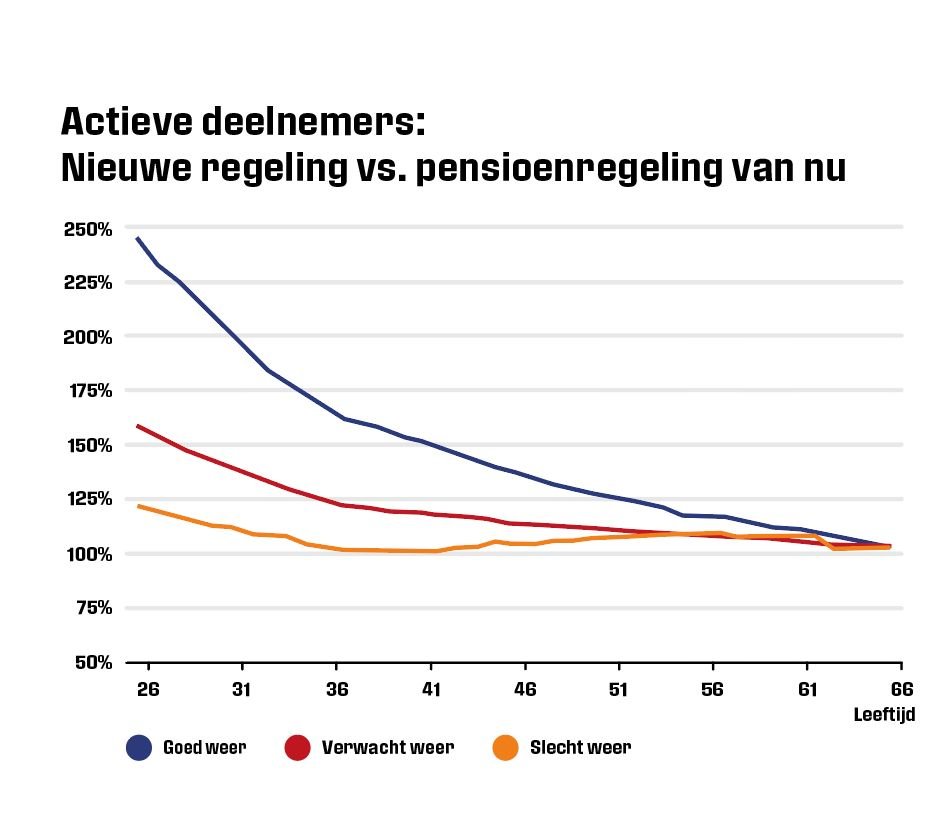 Actieve deelnemers:
Nieuwe regeling vs. pensioenregeling van nu
250%
225%
200%
175%
150%
125%
100%
75%
50%
26 31 36 41 46 51 56 61 66
Leeftijd
Goed weer Verwacht weer Slecht weer